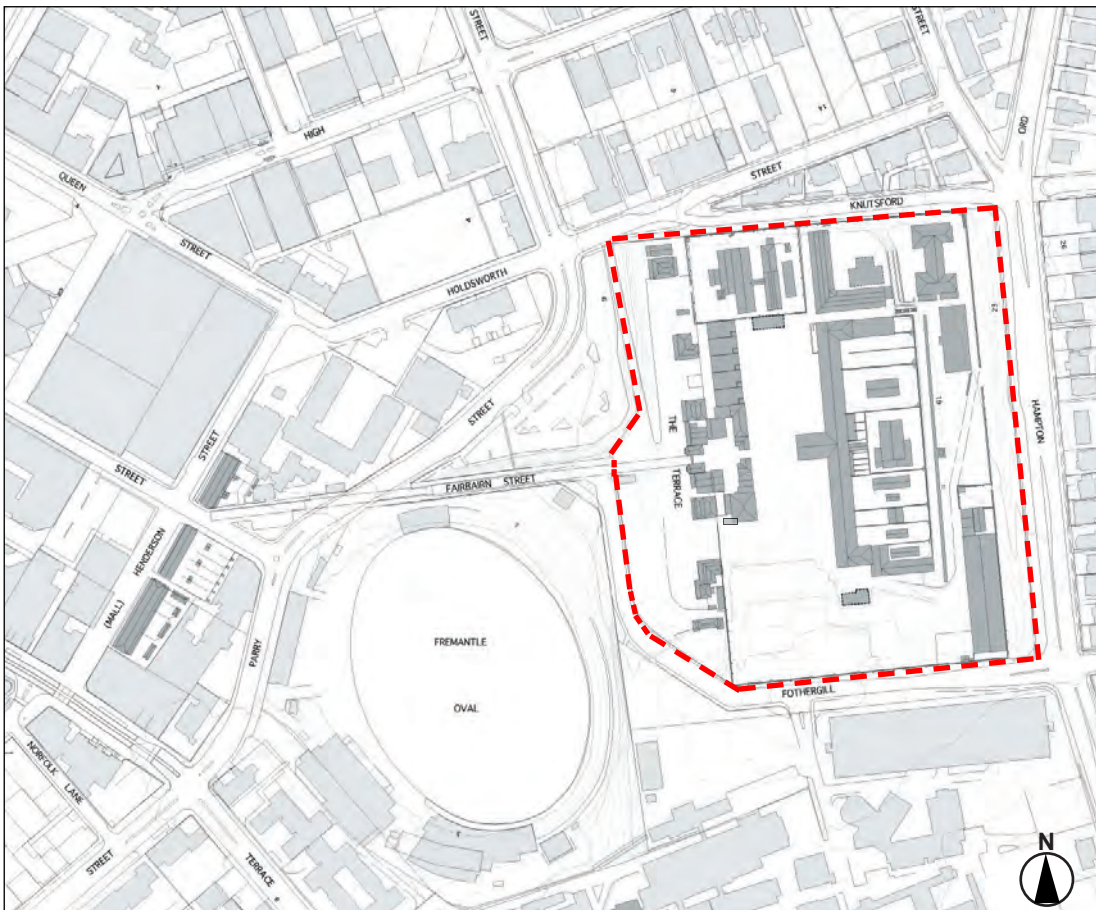 STREET
STREET
ORD
HIGH
STREET
KNUTSFORD
QUEEN
STREET
HOLDSWORTH
STREET
THE
TERRACE
HAMPTON
FAIRBAIRN STREET
STREET
STREET
HENDERSON
(MALL)
PARRY
FREMANTLE
OVAL
FOTHERGILL
NORFOLK
LANE
STREET
TERRACE
N